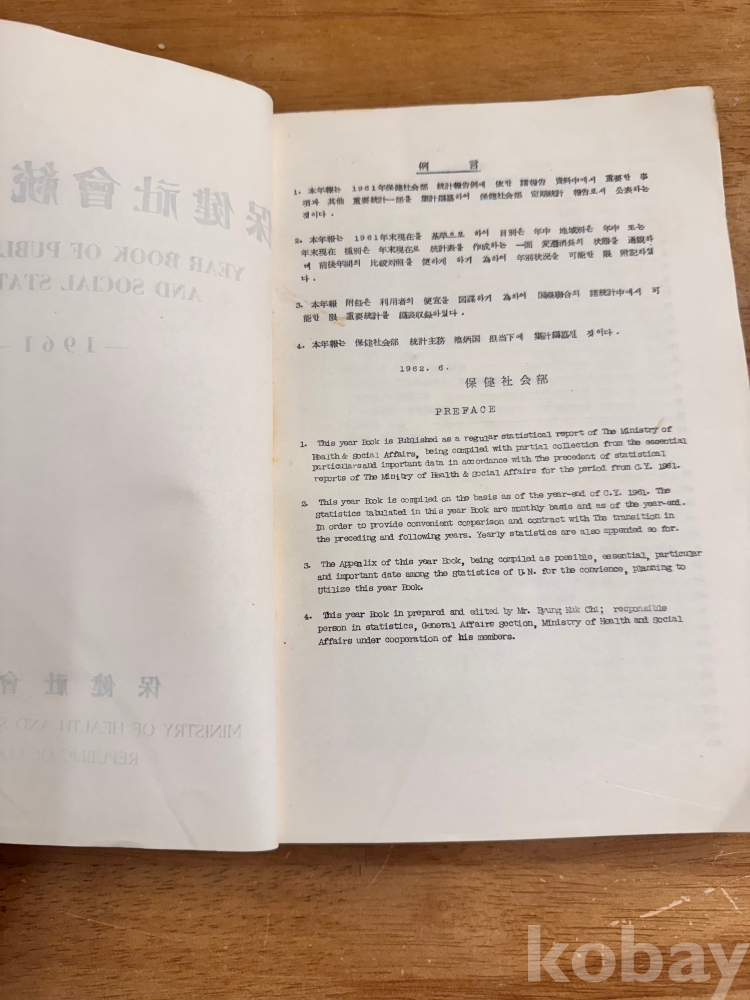 保健社會統
YEAR BOOK OF PUBLI
AND SOCIAL STAT
—1961—
保健社會
MINISTRY OF HEALTH AND S
REPUBLIC OF KO
例 言
1. 本年報는 1961年保健社會部 統計報告例에 依한 諸報告 資料中에서 重要한 事
項과 其他 重要統計一部를 集計編纂하여 保健社會部 定期統計 報告로서 公表하는
것이다.
2. 本年報는 1961年末現在를 基準으로 하여 月別은 年中 地域別은 年中 또는
年末現在 種別은 年末現在로 統計表를 作成하는 一面 変遷消長의 状態를 通観하
며 前後年間의 比較対照를 便하게 하기 為하여 年別状況을 可能한 限 附記하였
다.
3. 本年報 附録은 利用者의 便宜을 図謀하기 為하여 国際聯合의 諸統計中에서 可
能한 限 重要統計를 収録하였다.
4. 本年報는 保健社會部 統計主務 炳国 担当下에 集計編纂된 것이다.
1962. 6.
保健社会部
PREFACE
1. This year Book is Published as a regular statistical report of The Ministry of
Health & Social Affairs, being compiled with partial collection from the essential
particulars and important data in accordance with The precedent of statistical
reports of The Minitry of Health & social Affairs for the period from C.Y. 1961.
2. This year Book is compiled on the basis as of the year-end of C.Y. 1961. The
Statistics tabulated in this year Book are monthly basis and as of the year-end.
In order to provide convenient comparison and contract with The transition in
the preceding and following years. Yearly statistics are also appended so for.
3. The Appenlix of this year Book, being compiled as possible, essential, particular
and important date among the statistics of U.N. for the convience, planning to
Utilize this year Book.
4. This year Book in prepared and edited by Mr. Byung Kuk Chi; responsible
person in statistics, General Affairs section, Ministry of Health and social
Affairs under cooperation of his members.
kobay